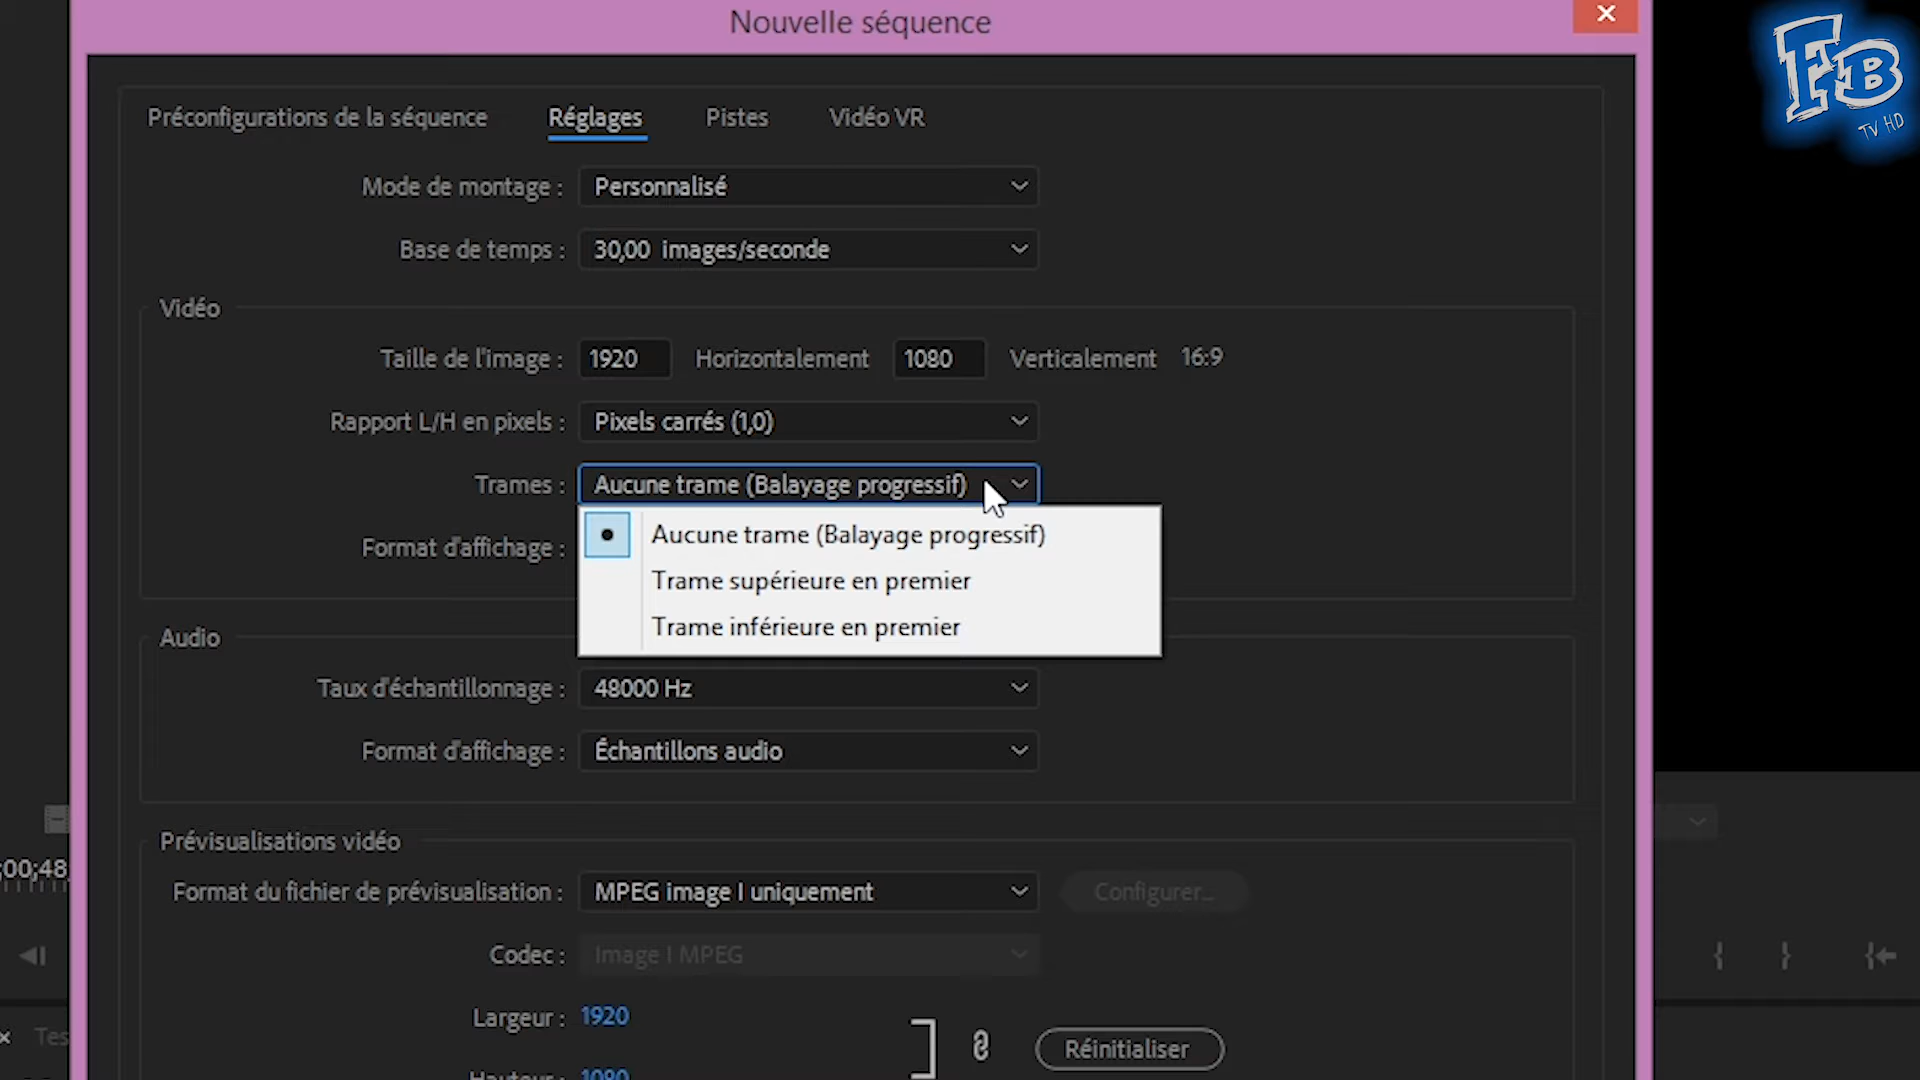 Nouvelle séquence
FB
TV HD
Préconfigurations de la séquence Réglages Pistes Vidéo VR
Mode de montage : Personnalisé
Base de temps : 30,00 images/seconde
Vidéo
Taille de l'image : 1920 Horizontalement 1080 Verticalement 16:9
Rapport L/H en pixels : Pixels carrés (1,0)
Trames : Aucune trame (Balayage progressif)
Format d'affichage :
Aucune trame (Balayage progressif)
Trame supérieure en premier
Trame inférieure en premier
Audio
Taux d'échantillonnage : 48000 Hz
Format d'affichage : Échantillons audio
Prévisualisations vidéo
;00;48
Format du fichier de prévisualisation : MPEG image I uniquement Configurer...
Codec : Image I MPEG
Largeur : 1920
Tes
Réinitialiser
Hauteur : 1080